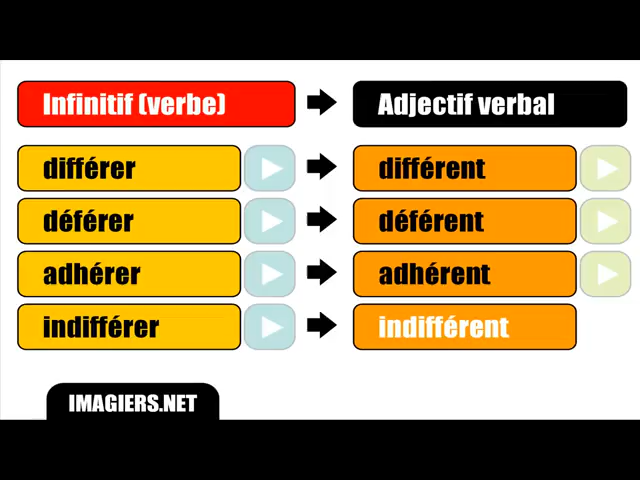 Infinitif (verbe) Adjectif verbal
différer différent
déférer déférent
adhérer adhérent
indifférer indifférent
IMAGIERS.NET